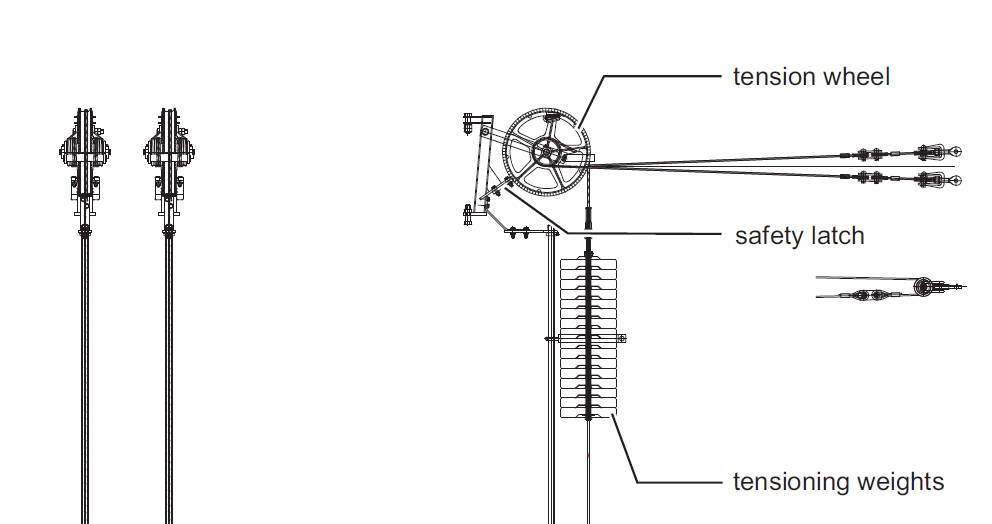 tension wheel
safety latch
tensioning weights